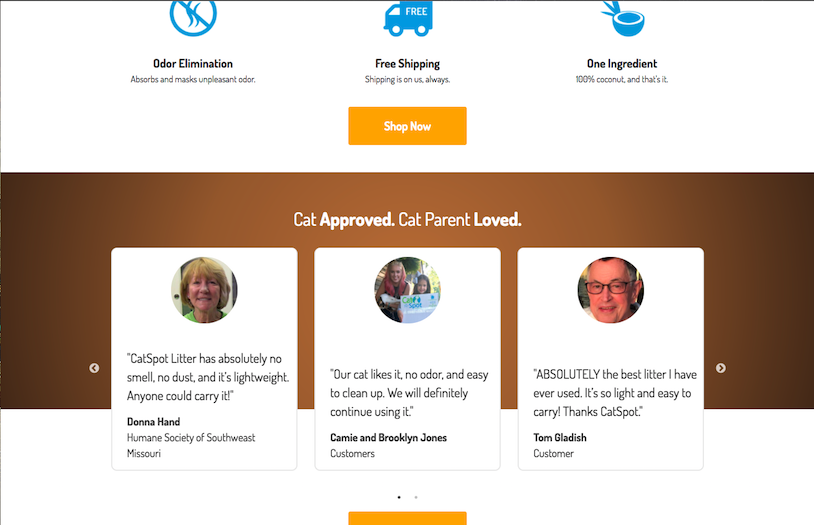 FREE
Odor Elimination
Free Shipping
One Ingredient
Absorbs and masks unpleasant odor.
Shipping is on us, always.
100% coconut, and that's it.
Shop Now
Cat Approved. Cat Parent Loved.
"CatSpot Litter has absolutely no
smell, no dust, and it’s lightweight.
Anyone could carry it!"
Donna Hand
Humane Society of Southwest
Missouri
"Our cat likes it, no odor, and easy
to clean up. We will definitely
continue using it."
Camie and Brooklyn Jones
Customers
"ABSOLUTELY the best litter I have
ever used. It’s so light and easy to
carry! Thanks CatSpot."
Tom Gladish
Customer